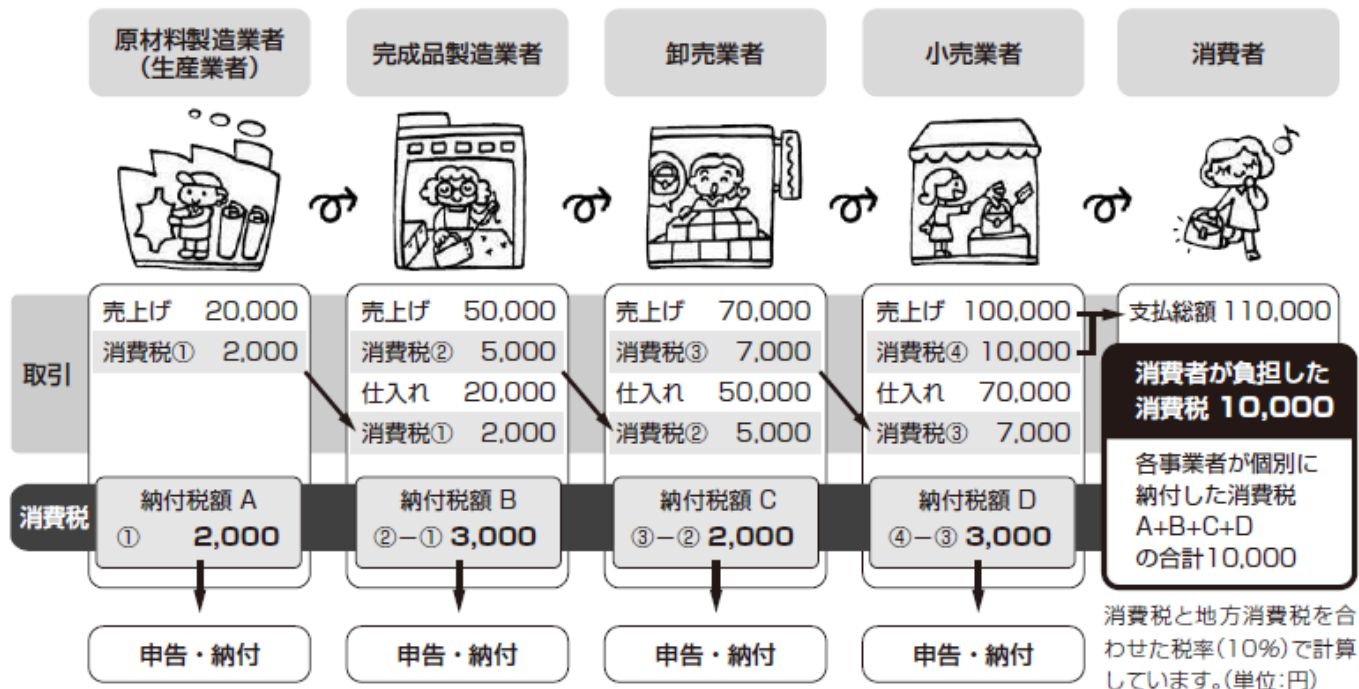 原材料製造業者
（生産業者）
完成品製造業者
卸売業者
小売業者
消費者
取引
売上げ 20,000
消費税① 2,000
売上げ 50,000
消費税② 5,000
仕入れ 20,000
消費税① 2,000
売上げ 70,000
消費税③ 7,000
仕入れ 50,000
消費税② 5,000
売上げ 100,000
消費税④ 10,000
仕入れ 70,000
消費税③ 7,000
支払総額 110,000
消費者が負担した
消費税 10,000
各事業者が個別に
納付した消費税
A+B+C+D
の合計10,000
消費税
納付税額 A
① 2,000
納付税額 B
②－① 3,000
納付税額 C
③－② 2,000
納付税額 D
④－③ 3,000
申告・納付
申告・納付
申告・納付
申告・納付
消費税と地方消費税を合
わせた税率(10%)で計算
しています。(単位:円)